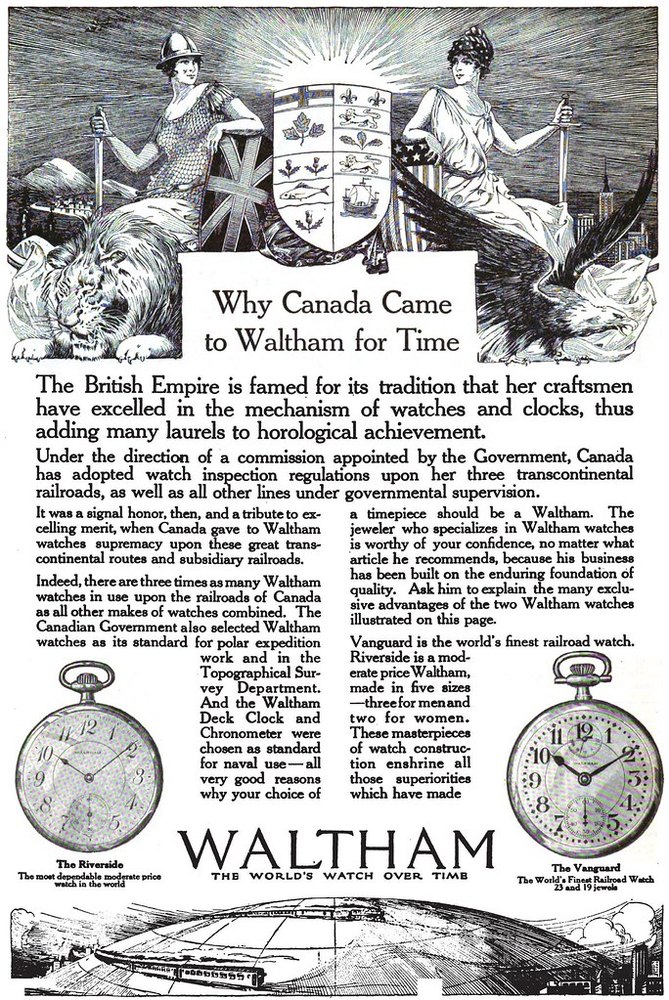 Why Canada Came
to Waltham for Time
The British Empire is famed for its tradition that her craftsmen
have excelled in the mechanism of watches and clocks, thus
adding many laurels to horological achievement.
Under the direction of a commission appointed by the Government, Canada
has adopted watch inspection regulations upon her three transcontinental
railroads, as well as all other lines under governmental supervision.
It was a signal honor, then, and a tribute to ex-
celling merit, when Canada gave to Waltham
watches supremacy upon these great trans-
continental routes and subsidiary railroads.
Indeed, there are three times as many Waltham
watches in use upon the railroads of Canada
as all other makes of watches combined. The
Canadian Government also selected Waltham
watches as its standard for polar expedition
work and in the
Topographical Sur-
vey Department.
And the Waltham
Deck Clock and
Chronometer were
chosen as standard
for naval use—all
very good reasons
why your choice of
a timepiece should be a Waltham. The
jeweler who specializes in Waltham watches
is worthy of your confidence, no matter what
article he recommends, because his business
has been built on the enduring foundation of
quality. Ask him to explain the many exclu-
sive advantages of the two Waltham watches
illustrated on this page.
Vanguard is the world's finest railroad watch.
Riverside is a mod-
erate price Waltham,
made in five sizes
—three for men and
two for women.
These masterpieces
of watch construc-
tion enshrine all
those superiorities
which have made
WALTHAM
THE WORLD'S WATCH OVER TIME
The Riverside
The most dependable moderate price
watch in the world
The Vanguard
The World's Finest Railroad Watch
23 and 19 jewels